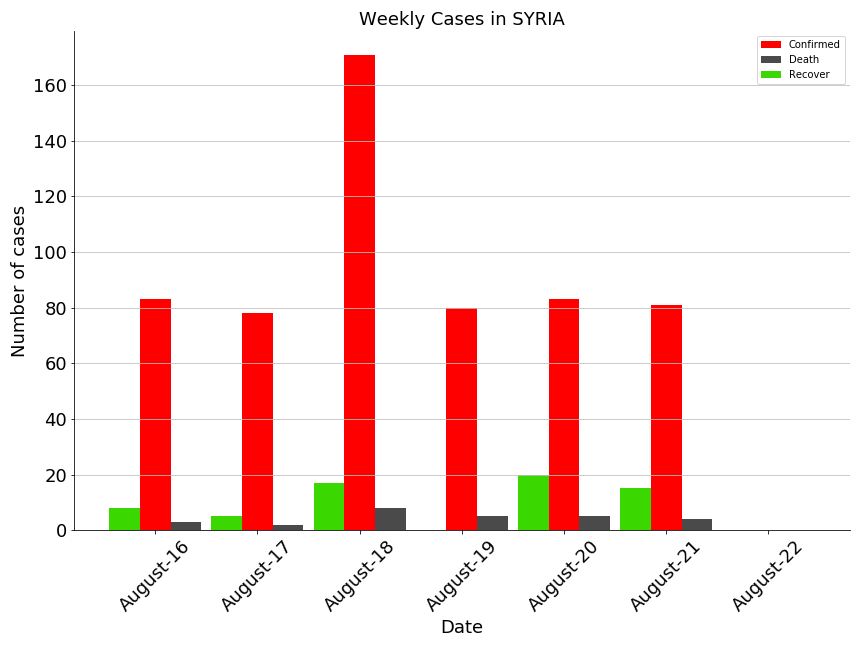 Weekly Cases in SYRIA
Confirmed
Death
Recover
Number of cases
160
140
120
100
80
60
40
20
0
August-16
August-17
August-18
August-19
August-20
August-21
August-22
Date